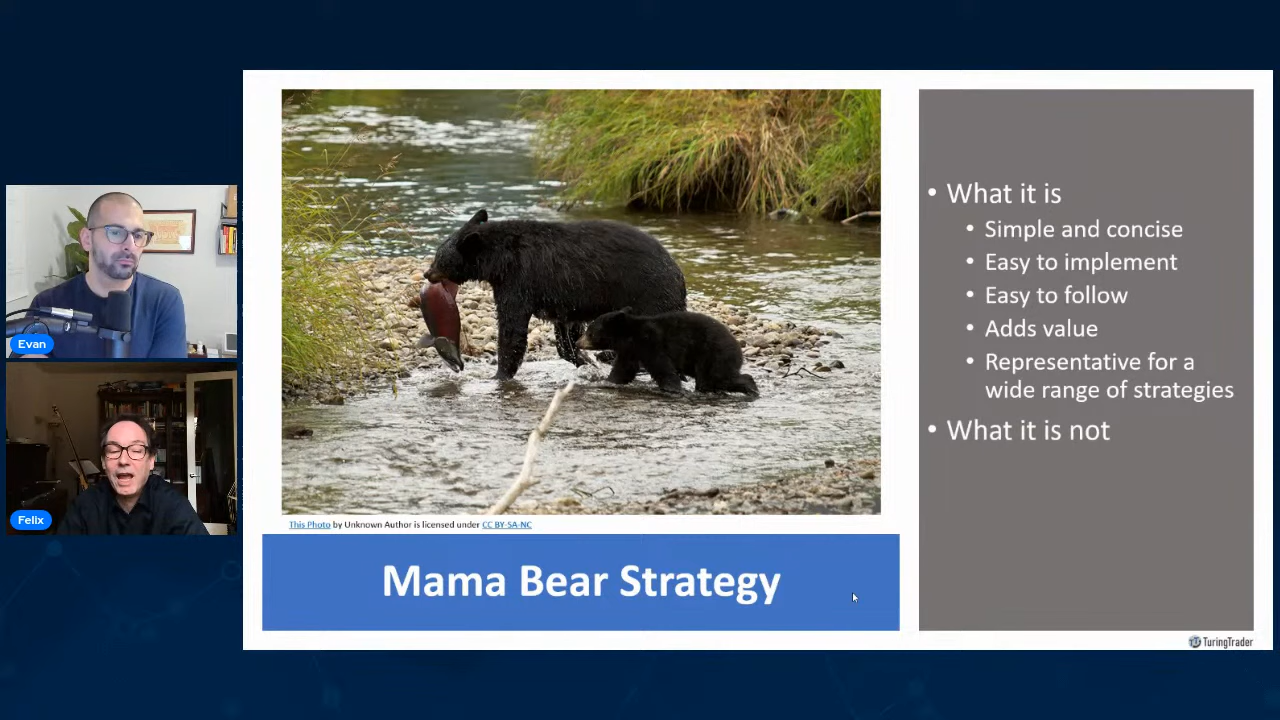 Evan
Felix
This Photo by Unknown Author is licensed under CC BY-SA-NC
Mama Bear Strategy
• What it is
• Simple and concise
• Easy to implement
• Easy to follow
• Adds value
• Representative for a
wide range of strategies
• What it is not
TuringTrader